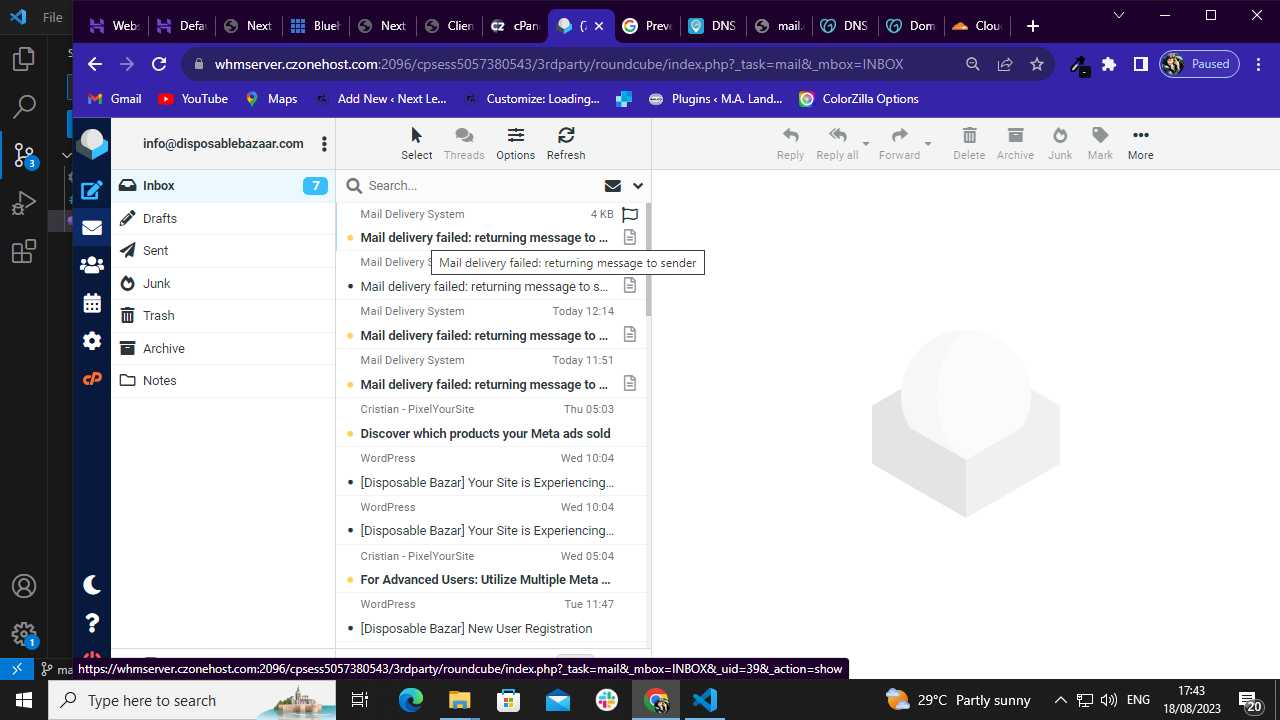 File
Webs
Defa
Next
Blueh
Next
Clien
cPan
(
Preve
DNS
mail.
DNS
Dom
Clou
whmserver.czonehost.com:2096/cpsess5057380543/3rdparty/roundcube/index.php?_task=mail&_mbox=INBOX
Paused
Gmail
YouTube
Maps
Add New ‹ Next Le...
Customize: Loading...
Plugins ‹ M.A. Land...
ColorZilla Options
info@disposablebazaar.com
Select
Threads
Options
Refresh
Reply
Reply all
Forward
Delete
Archive
Junk
Mark
More
Inbox
7
Drafts
Sent
Junk
Trash
Archive
Notes
Search...
Mail Delivery System
4 KB
Mail delivery failed: returning message to ...
Mail Delivery S
Mail delivery failed: returning message to sender
Mail delivery failed: returning message to s...
Mail Delivery System
Today 12:14
Mail delivery failed: returning message to ...
Mail Delivery System
Today 11:51
Mail delivery failed: returning message to ...
Cristian - PixelYourSite
Thu 05:03
Discover which products your Meta ads sold
WordPress
Wed 10:04
[Disposable Bazar] Your Site is Experiencing...
WordPress
Wed 10:04
[Disposable Bazar] Your Site is Experiencing...
Cristian - PixelYourSite
Wed 05:04
For Advanced Users: Utilize Multiple Meta ...
WordPress
Tue 11:47
[Disposable Bazar] New User Registration
3
1
ma
https://whmserver.czonehost.com:2096/cpsess5057380543/3rdparty/roundcube/index.php?_task=mail&_mbox=INBOX&_uid=39&_action=show
Type here to search
29°C Partly sunny
ENG
17:43
18/08/2023
20